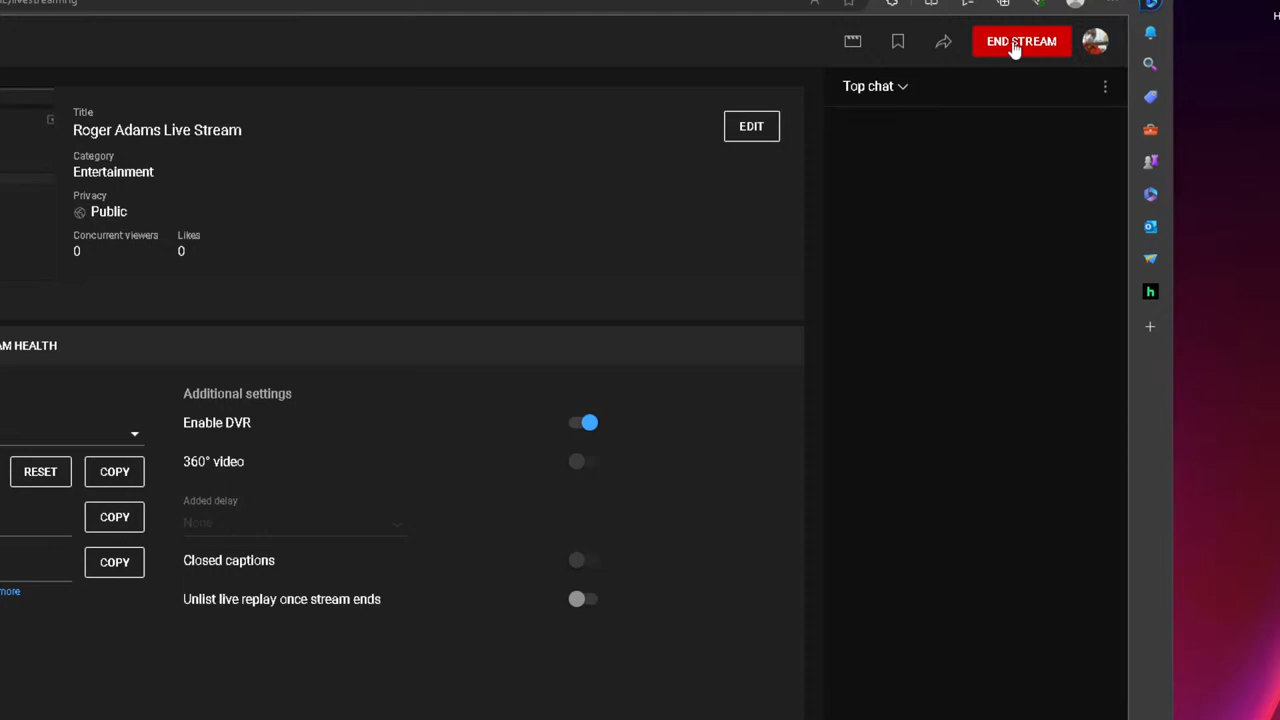 END STREAM
Top chat
Title
Roger Adams Live Stream
EDIT
Category
Entertainment
Privacy
Public
Concurrent viewers
Likes
0
0
AM HEALTH
Additional settings
Enable DVR
360° video
RESET
COPY
Added delay
None
COPY
Closed captions
COPY
more
Unlist live replay once stream ends
h